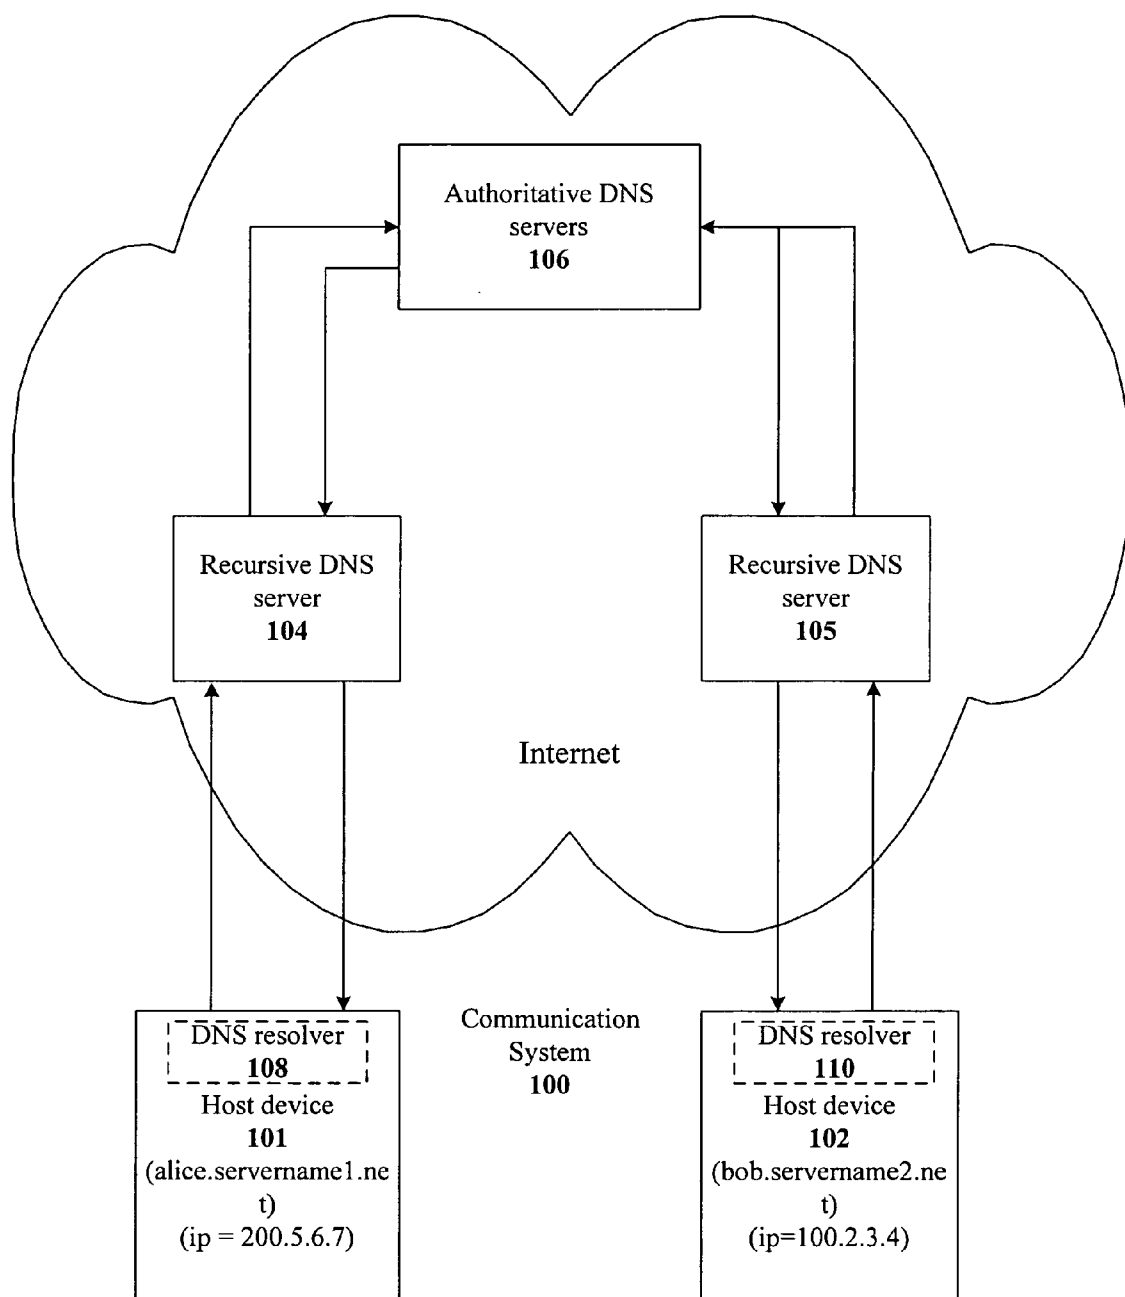 Authoritative DNS
servers
106
Recursive DNS
server
104
Recursive DNS
server
105
Internet
Communication
System
100
DNS resolver
108
Host device
101
(alice.servername1.ne
t)
(ip = 200.5.6.7)
DNS resolver
110
Host device
102
(bob.servername2.ne
t)
(ip=100.2.3.4)